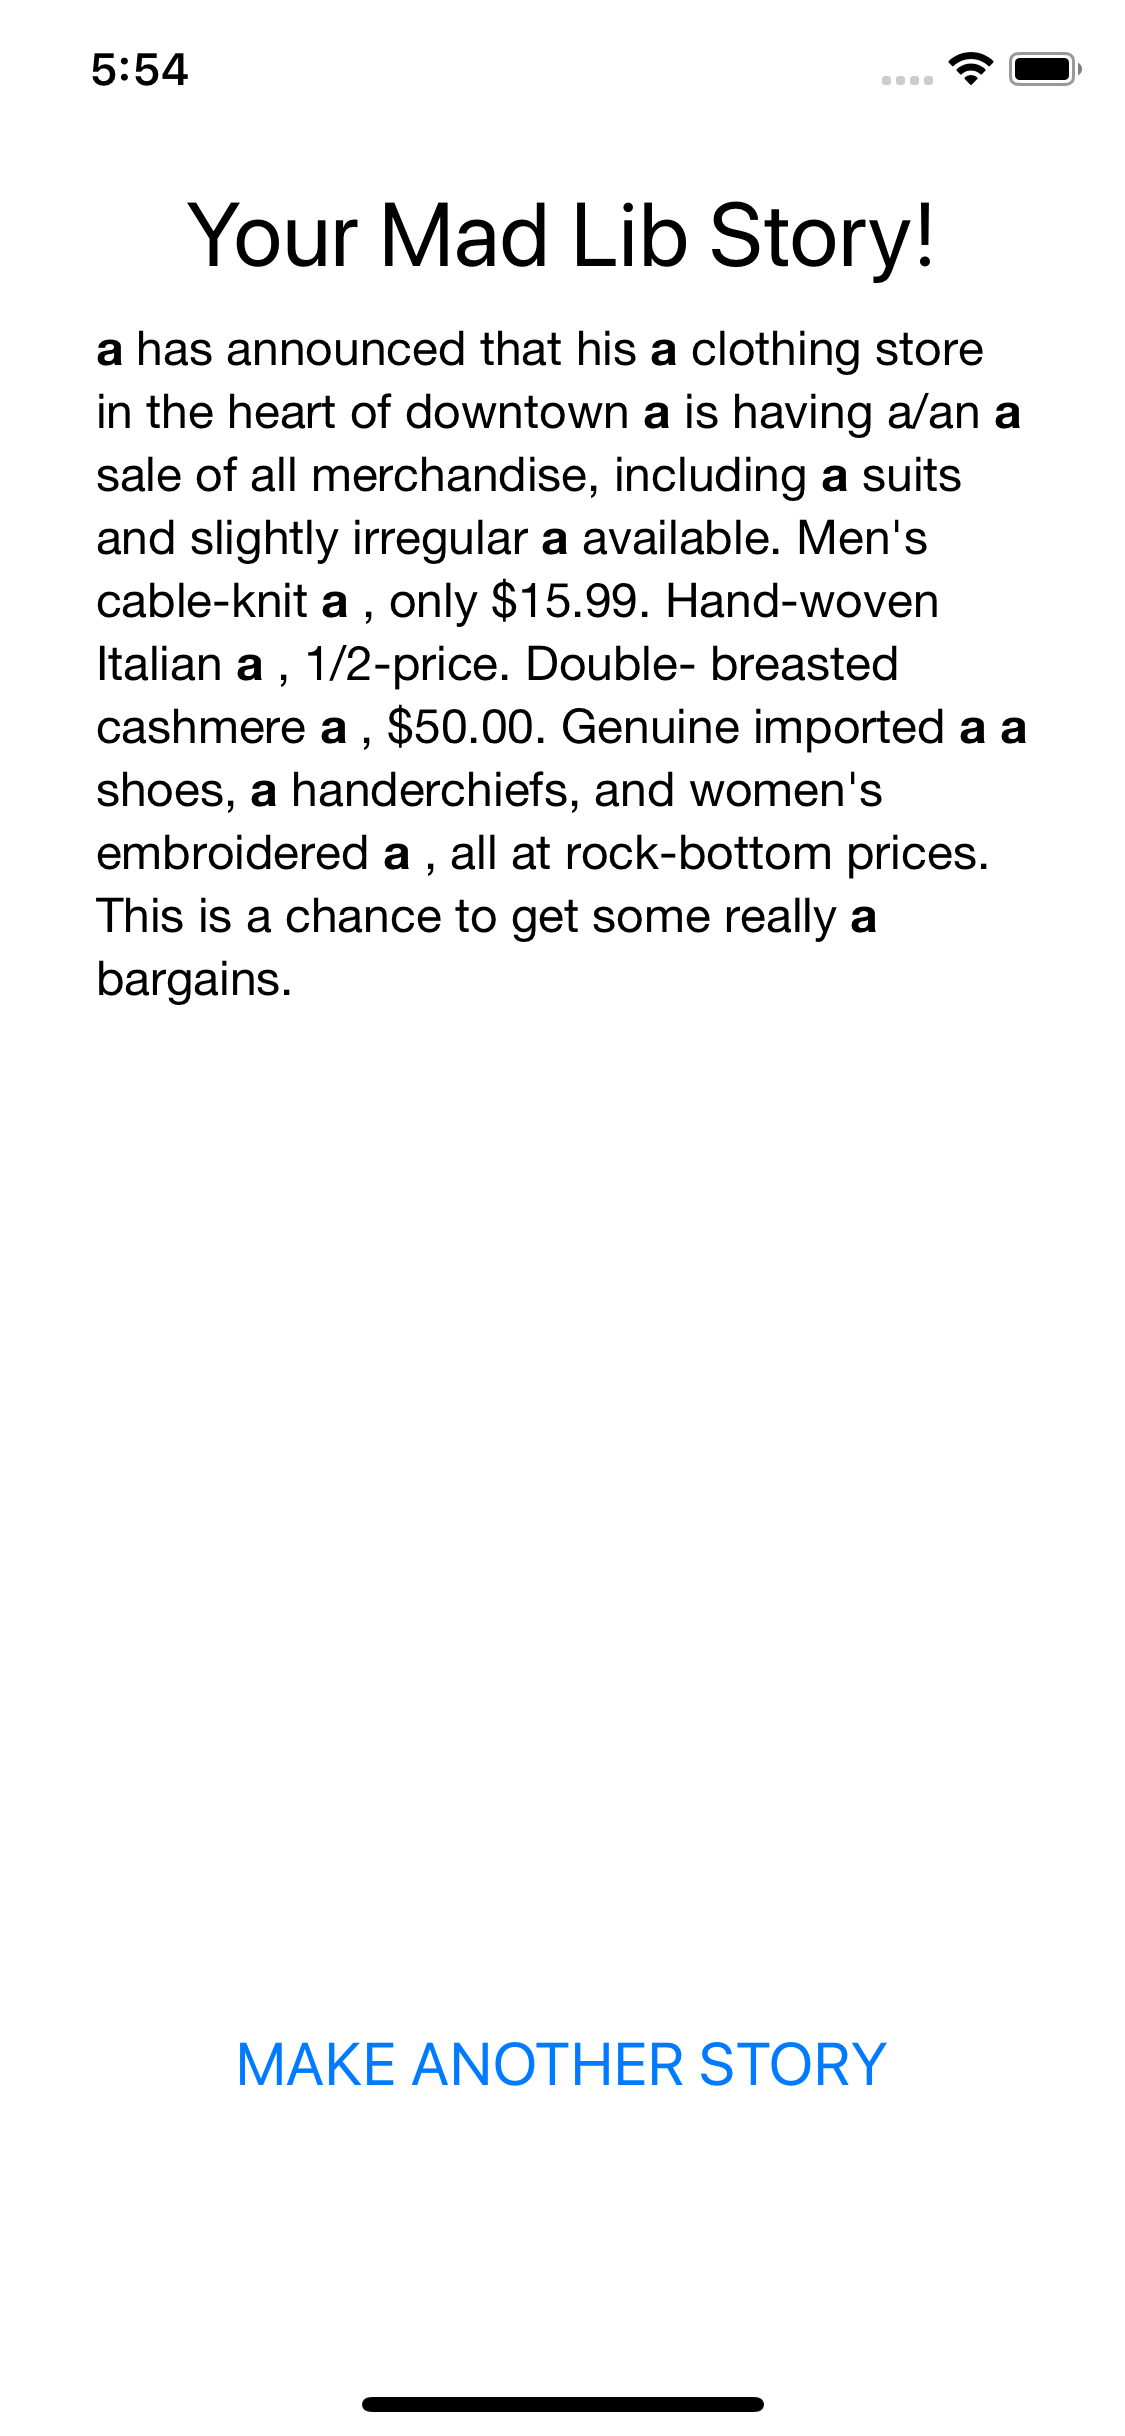 5:54
Your Mad Lib Story!
a has announced that his a clothing store
in the heart of downtown a is having a/an a
sale of all merchandise, including a suits
and slightly irregular a available. Men's
cable-knit a , only $15.99. Hand-woven
Italian a , 1/2-price. Double- breasted
cashmere a , $50.00. Genuine imported a a
shoes, a handerchiefs, and women's
embroidered a , all at rock-bottom prices.
This is a chance to get some really a
bargains.
MAKE ANOTHER STORY